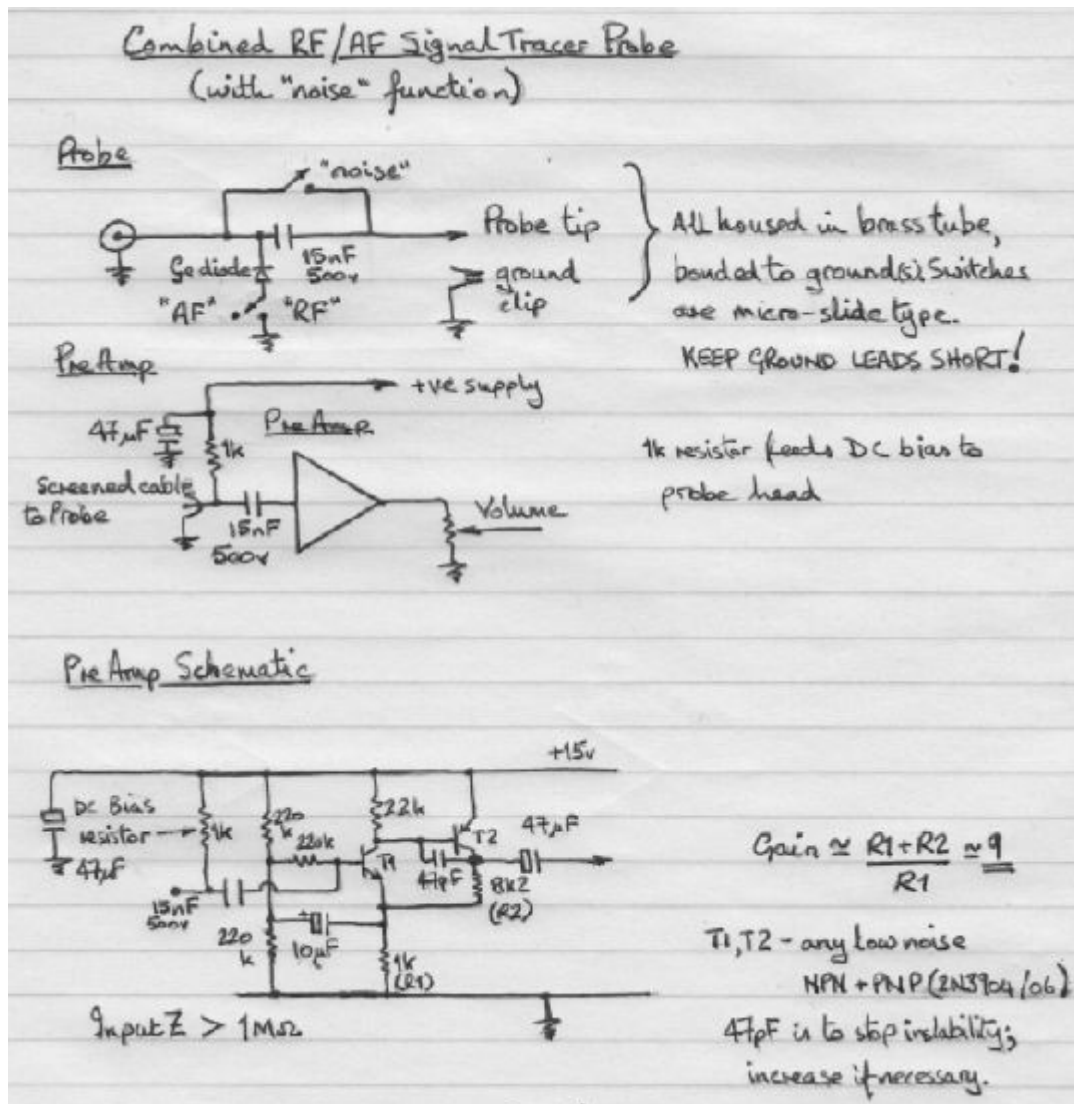 Combined RF/AF Signal Tracer Probe
(with "noise" function)
Probe
"noise"
Probe tip
15nF
500v
Ge diode
"AF" "RF"
ground
clip
All housed in brass tube,
bonded to ground(s). Switches
are micro-slide type.
KEEP GROUND LEADS SHORT!
PreAmp
+ve supply
47µF
1k
PreAmp
Screened cable
to Probe
15nF
500v
Volume
1k resistor feeds DC bias to
probe head
Pre Amp Schematic
+15v
DC Bias
resistor
47µF
1k
220
k
220k
22k
T1
T2
47pF
47µF
8k2
(R2)
15nF
500v
220
k
10µF
+
1k
(R1)
Input Z > 1MΩ
Gain ≃ R1+R2 ≃ 9
R1
T1, T2 - any low noise
NPN + PNP (2N3904/06)
47pF is to stop instability;
increase if necessary.